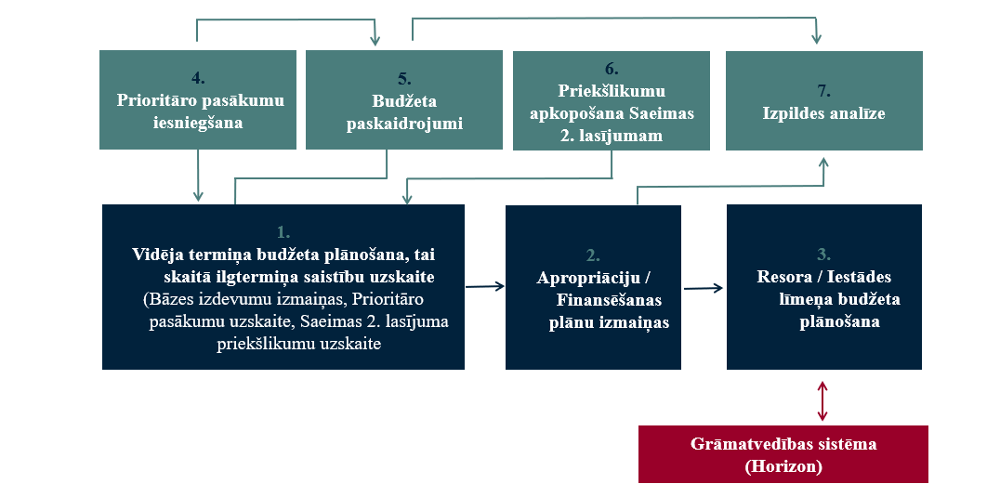 4.
Prioritāro pasākumu
iesniegšana
5.
Budžeta
paskaidrojumi
6.
Priekšlikumu
apkopošana Saeimas
2. lasījumam
7.
Izpildes analīze
1.
Vidēja termiņa budžeta plānošana, tai
skaitā ilgtermiņa saistību uzskaite
(Bāzes izdevumu izmaiņas, Prioritāro
pasākumu uzskaite, Saeimas 2. lasījuma
priekšlikumu uzskaite
2.
Apropriāciju /
Finansēšanas
plānu izmaiņas
3.
Resora / Iestādes
līmeņa budžeta
plānošana
Grāmatvedības sistēma
(Horizon)